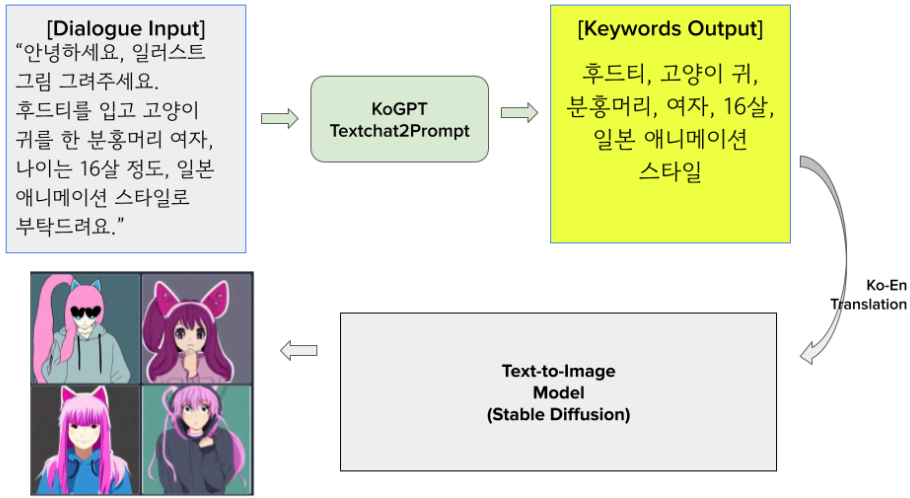 [Dialogue Input]
“안녕하세요, 일러스트
그림 그려주세요.
후드티를 입고 고양이
귀를 한 분홍머리 여자,
나이는 16살 정도, 일본
애니메이션 스타일로
부탁드려요.”
KoGPT
Textchat2Prompt
[Keywords Output]
후드티, 고양이 귀,
분홍머리, 여자, 16살,
일본 애니메이션
스타일
Ko-En
Translation
Text-to-Image
Model
(Stable Diffusion)